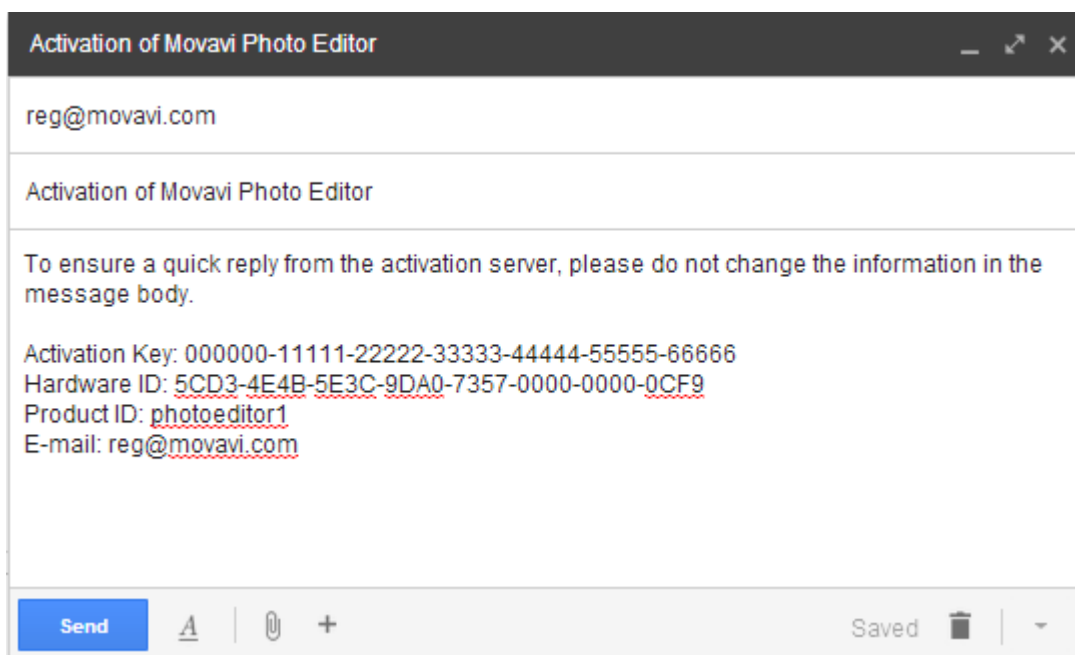 Activation of Movavi Photo Editor
reg@movavi.com
Activation of Movavi Photo Editor
To ensure a quick reply from the activation server, please do not change the information in the
message body.
Activation Key: 000000-11111-22222-33333-44444-55555-66666
Hardware ID: 5CD3-4E4B-5E3C-9DA0-7357-0000-0000-0CF9
Product ID: photoeditor1
E-mail: reg@movavi.com
Send A Saved